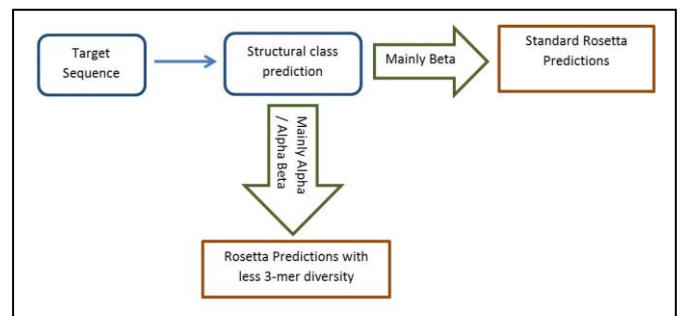 Target
Sequence
Structural class
prediction
Mainly Beta
Standard Rosetta
Predictions
Mainly Alpha
/ Alpha Beta
Rosetta Predictions with
less 3-mer diversity